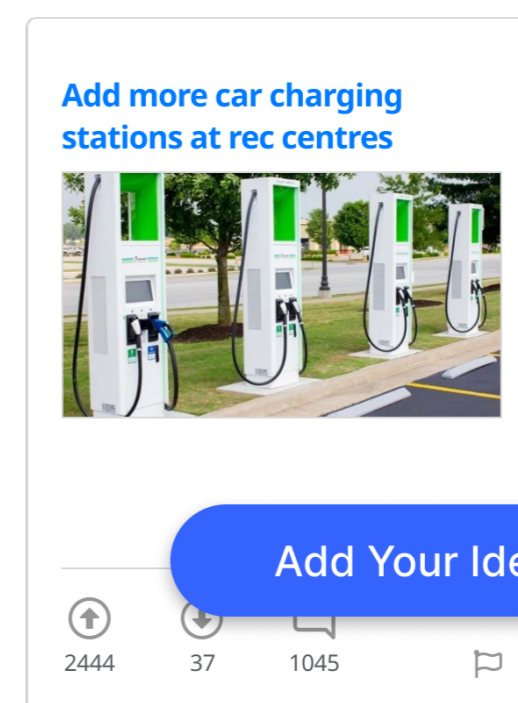 Add more car charging
stations at rec centres
Add Your Ide
2444
37
1045